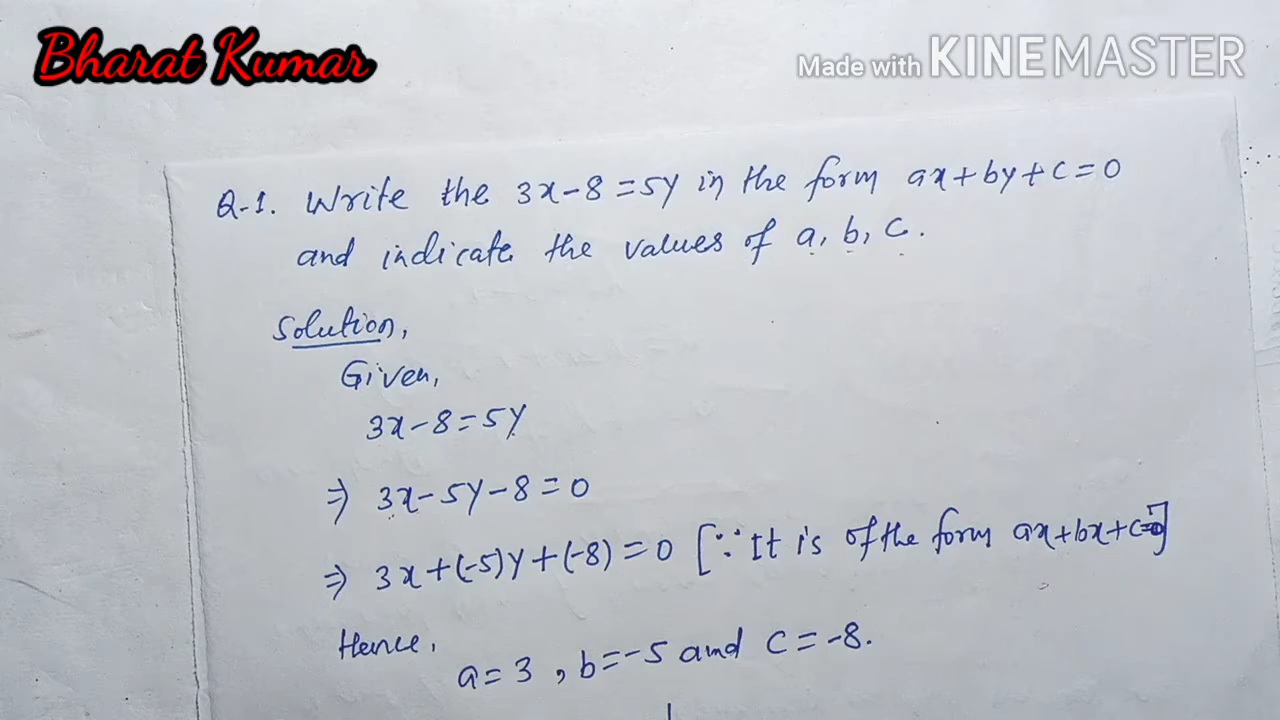 Bharat Kumar
Made with KINEMASTER
Q-1. Write the 3x-8=5y in the form ax+by+c=0
and indicate the values of a, b, c.
Solution,
Given,
3x-8=5y
⇒ 3x-5y-8=0
⇒ 3x+(-5)y+(-8)=0 [∵ It is of the form ax+bx+c=0]
Hence,
a=3, b=-5 and c=-8.